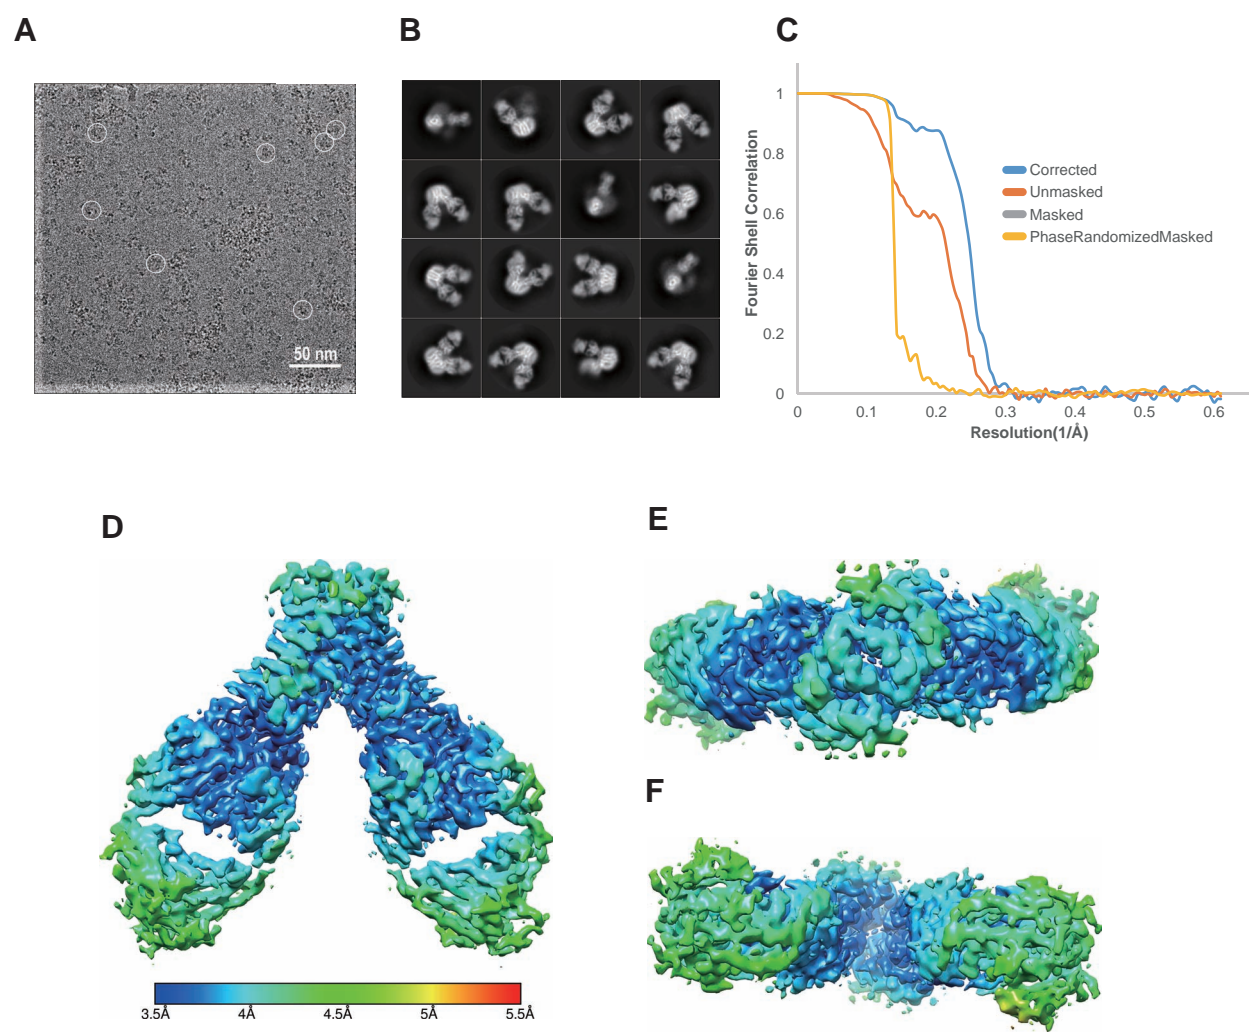 A
B
C
50 nm
Fourier Shell Correlation
1
0.8
0.6
0.4
0.2
0
Corrected
Unmasked
Masked
PhaseRandomizedMasked
0 0.1 0.2 0.3 0.4 0.5 0.6
Resolution(1/Å)
D
E
F
3.5Å 4Å 4.5Å 5Å 5.5Å